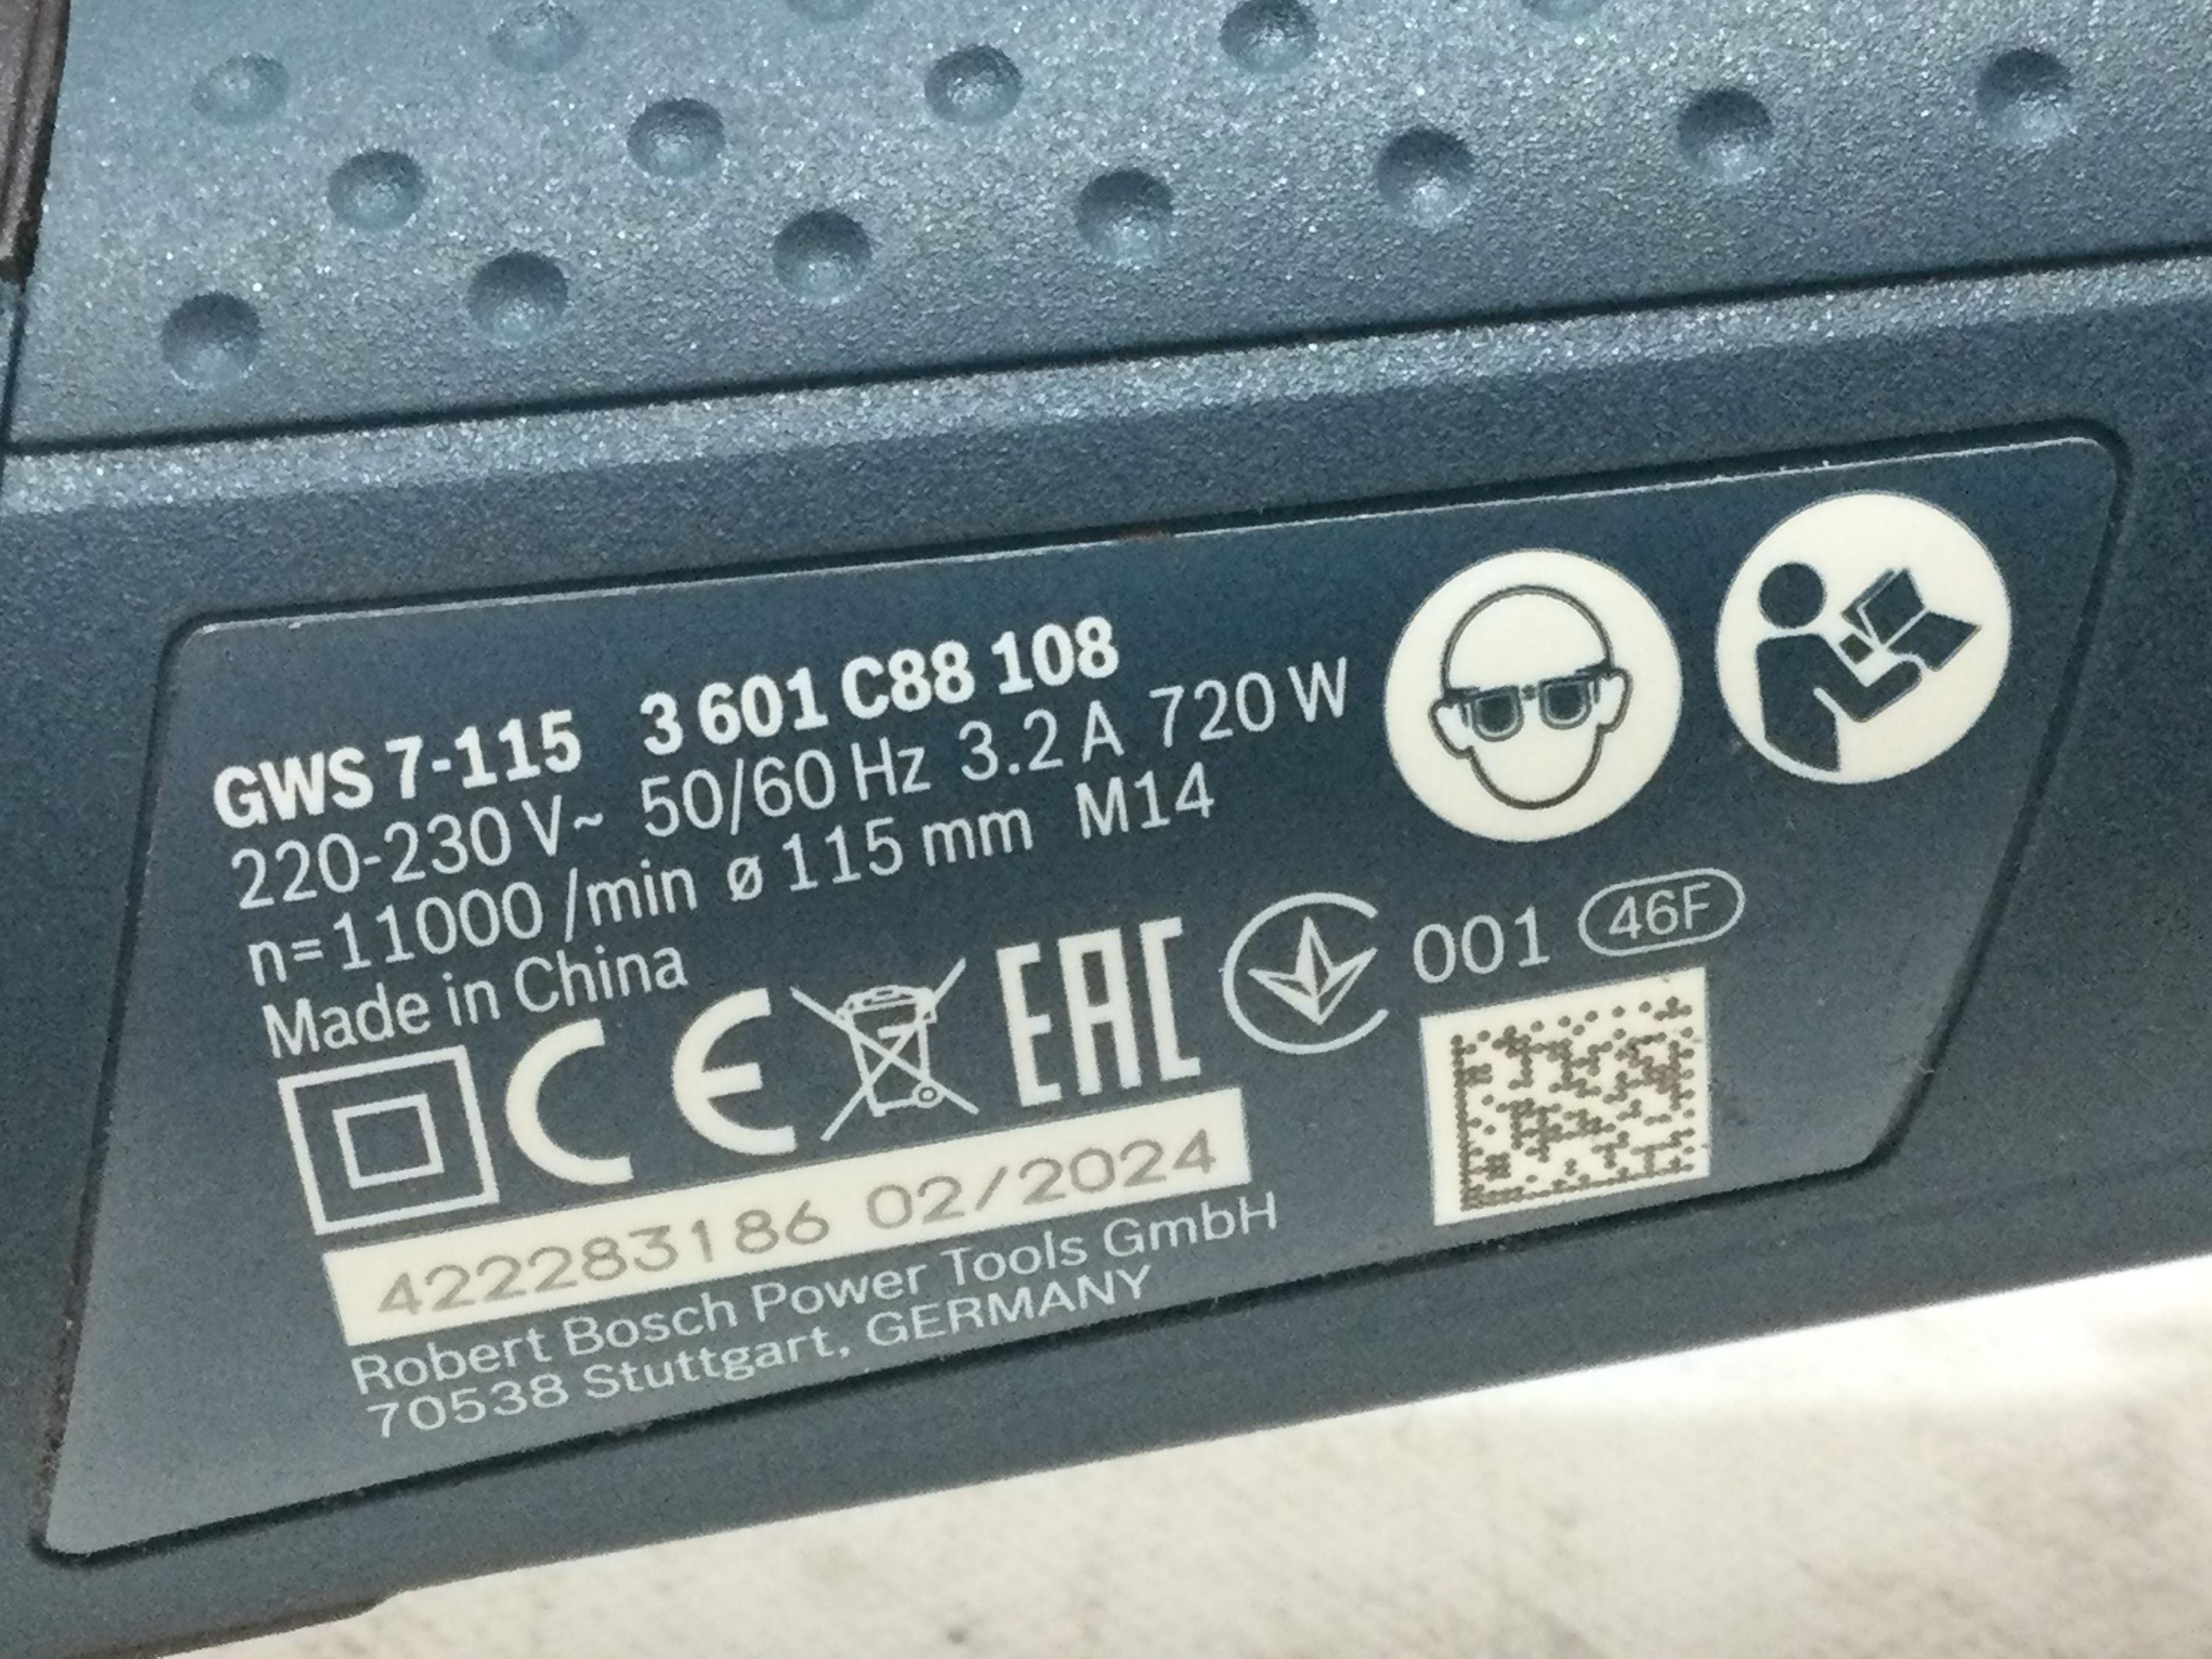 GWS 7-115 3 601 C88 108
220-230 V~ 50/60 Hz 3.2 A 720 W
n=11000 /min ø 115 mm M14
Made in China
CE EAC 001 46F
422283186 02/2024
Robert Bosch Power Tools GmbH
70538 Stuttgart, GERMANY